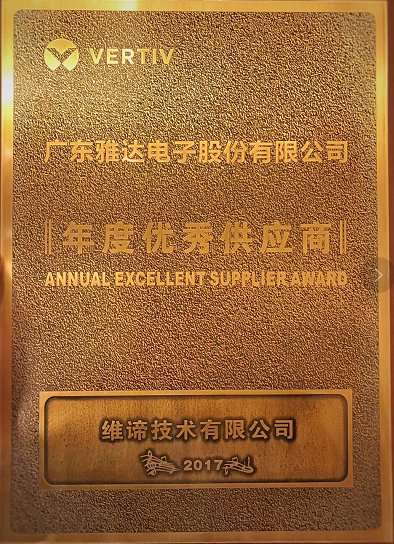 VERTIV
广东雅达电子股份有限公司
年度优秀供应商
ANNUAL EXCELLENT SUPPLIER AWARD
维谛技术有限公司
2017